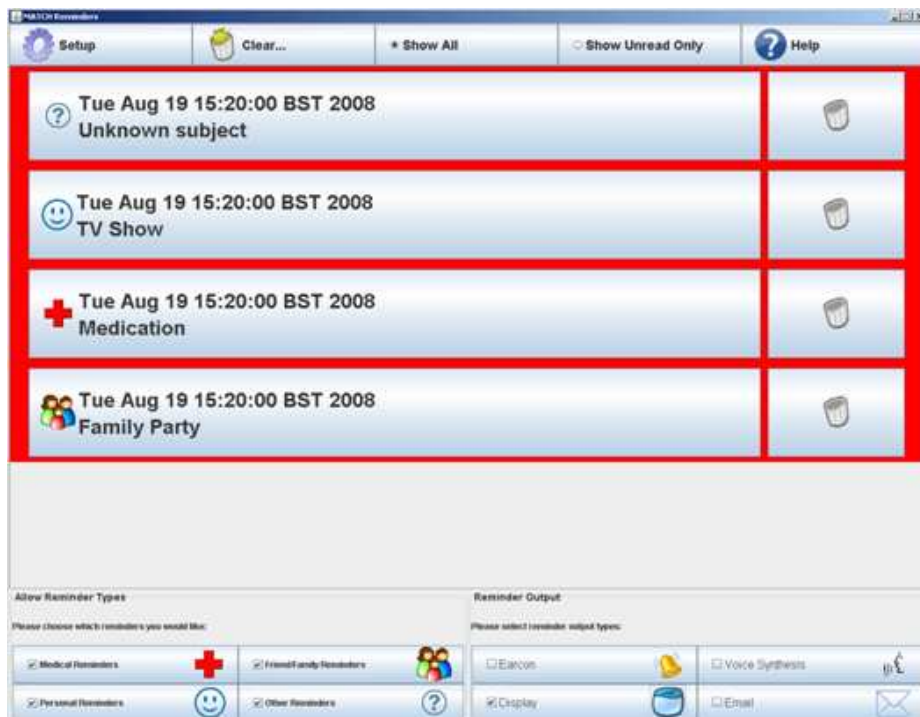 MATCH Reminders
Setup Clear... Show All Show Unread Only Help
Tue Aug 19 15:20:00 BST 2008
Unknown subject
Tue Aug 19 15:20:00 BST 2008
TV Show
Tue Aug 19 15:20:00 BST 2008
Medication
Tue Aug 19 15:20:00 BST 2008
Family Party
Allow Reminder Types
Please choose which reminders you would like:
Medical Reminders Friend/Family Reminders
Personal Reminders Other Reminders
Reminder Output
Please select reminder output types:
Earcon Voice Synthesis
Display Email